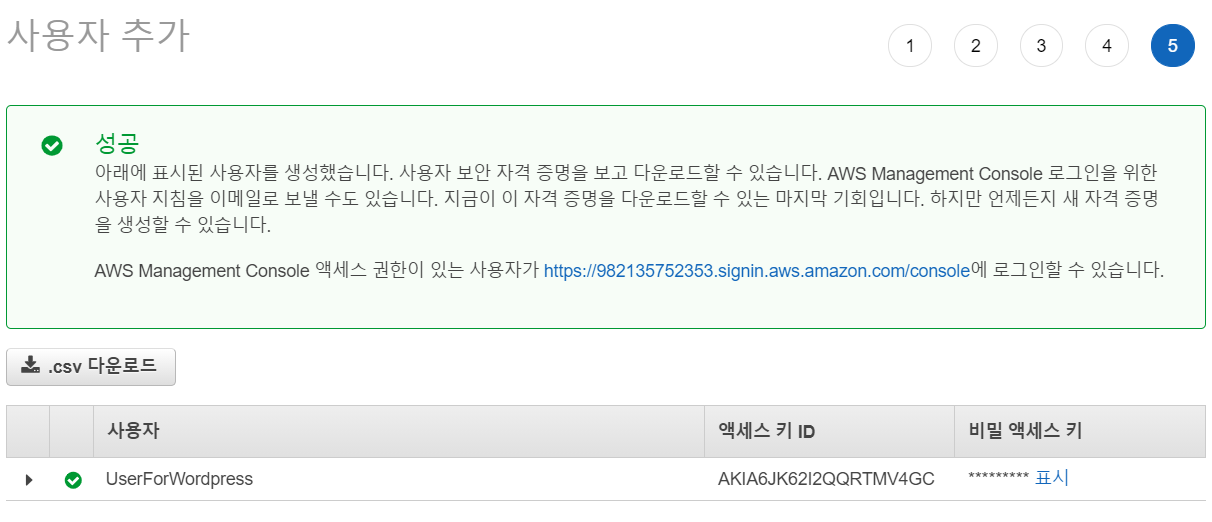 사용자 추가
1 2 3 4 5
성공
아래에 표시된 사용자를 생성했습니다. 사용자 보안 자격 증명을 보고 다운로드할 수 있습니다. AWS Management Console 로그인을 위한
사용자 지침을 이메일로 보낼 수도 있습니다. 지금이 이 자격 증명을 다운로드할 수 있는 마지막 기회입니다. 하지만 언제든지 새 자격 증명
을 생성할 수 있습니다.
AWS Management Console 액세스 권한이 있는 사용자가 https://982135752353.signin.aws.amazon.com/console에 로그인할 수 있습니다.
.csv 다운로드
사용자 액세스 키 ID 비밀 액세스 키
UserForWordpress AKIA6JK62I2QQRTMV4GC ********* 표시